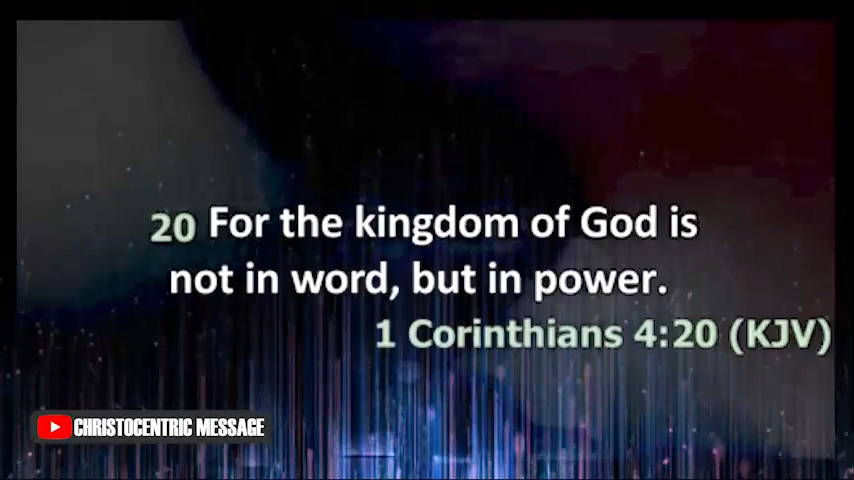 20 For the kingdom of God is
not in word, but in power.
1 Corinthians 4:20 (KJV)
CHRISTOCENTRIC MESSAGE